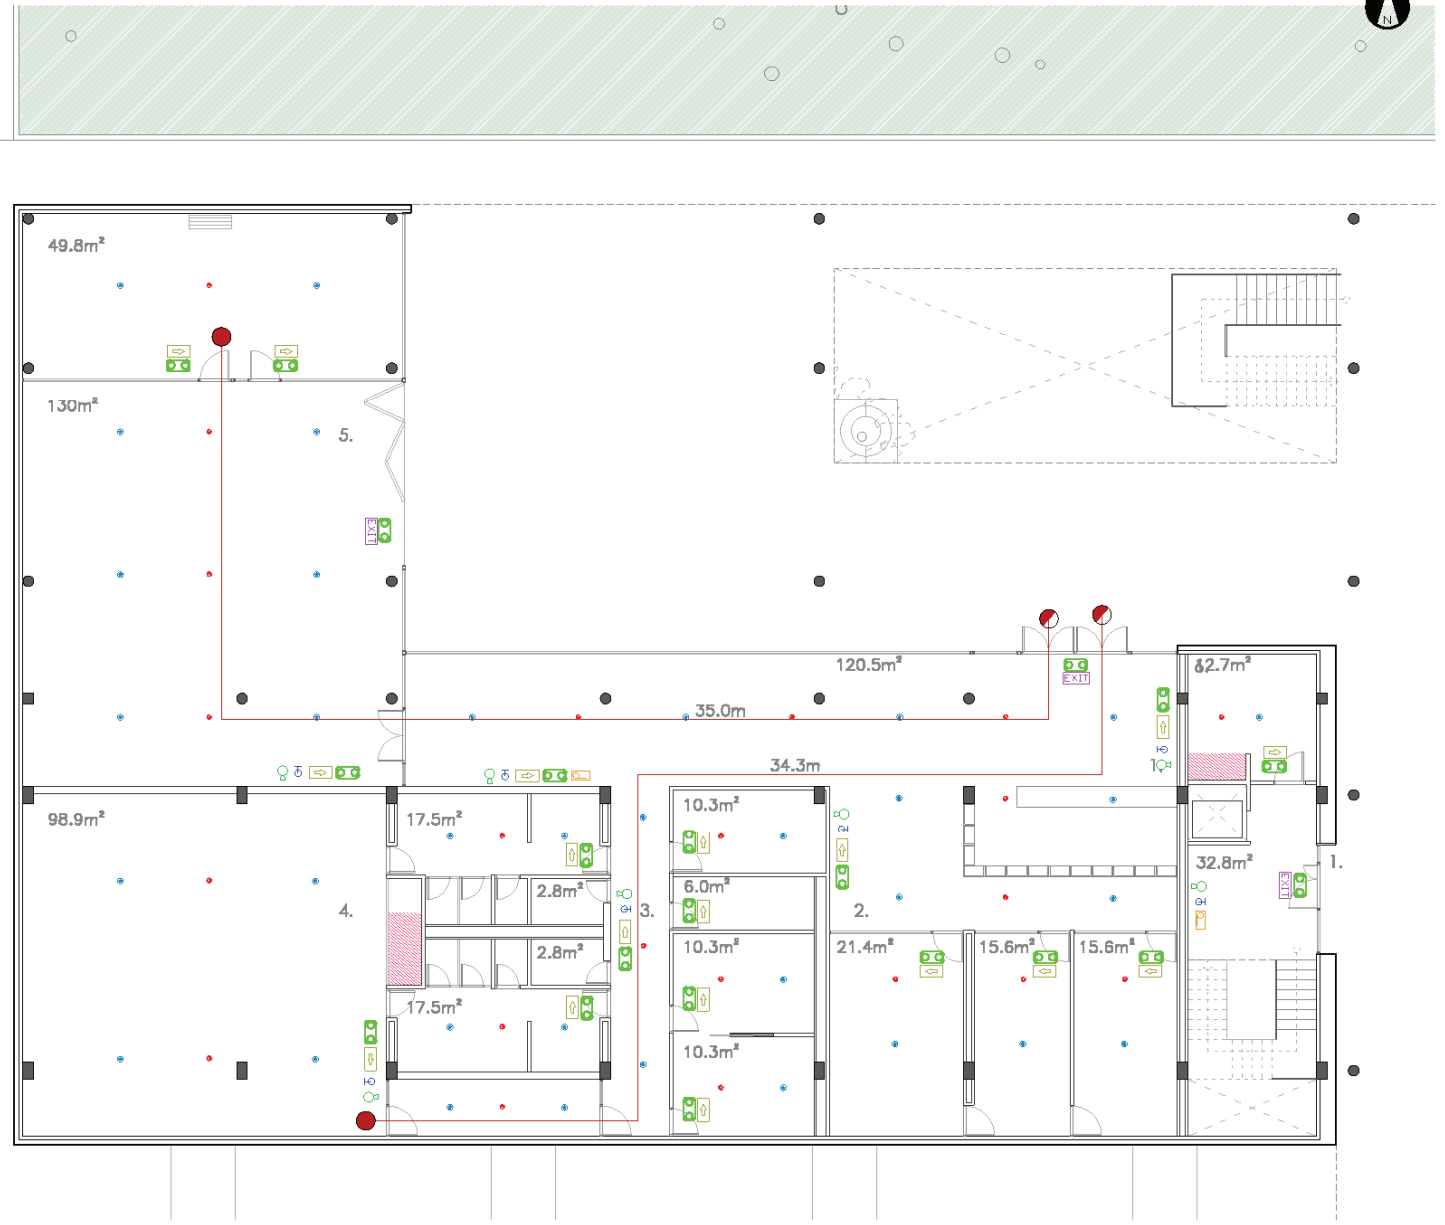 N
49.8m²
130m²
5.
EXIT
120.5m²
12.7m²
EXIT
35.0m
34.3m
1.
98.9m²
17.5m²
10.3m²
32.8m²
1.
6.0m²
2.8m²
EXIT
4.
3.
2.
2.8m²
10.3m²
21.4m²
15.6m²
15.6m²
17.5m²
10.3m²